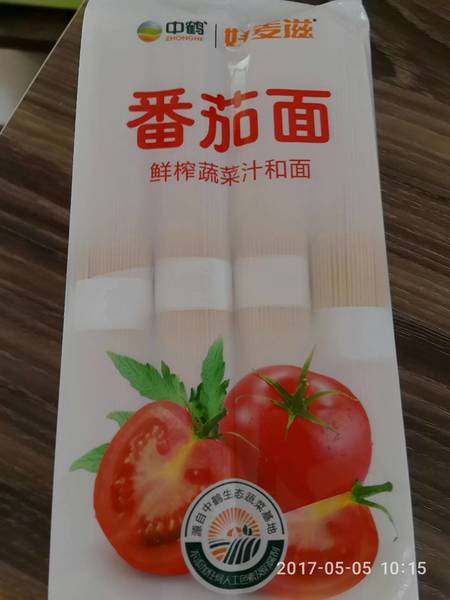 中鹤 好麦滋
ZHONGHE
番茄面
鲜榨蔬菜汁和面
源自中鹤生态蔬菜基地
2017-05-05 10:15